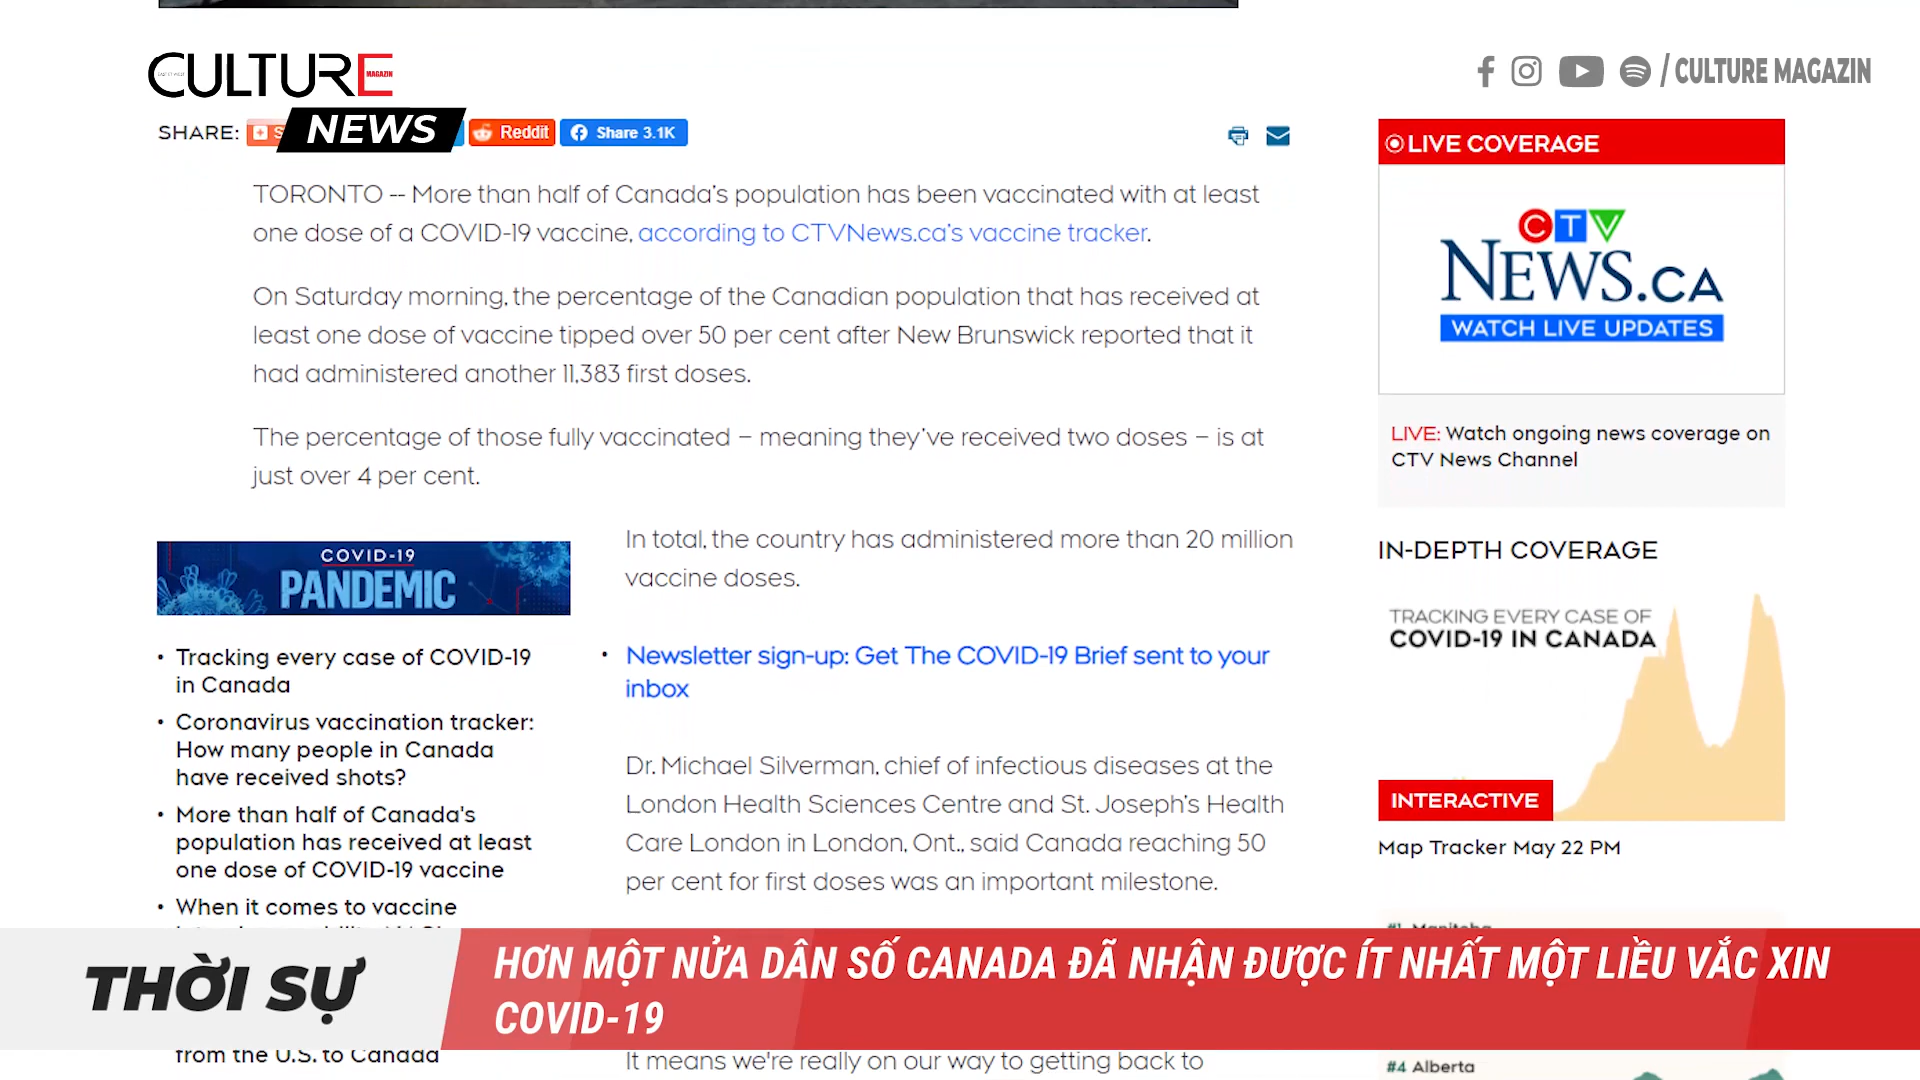 CULTURE
MAGAZIN
NEWS
/ CULTURE MAGAZIN
SHARE:
Reddit
Share 3.1K
TORONTO -- More than half of Canada's population has been vaccinated with at least
one dose of a COVID-19 vaccine, according to CTVNews.ca's vaccine tracker.
On Saturday morning, the percentage of the Canadian population that has received at
least one dose of vaccine tipped over 50 per cent after New Brunswick reported that it
had administered another 11,383 first doses.
The percentage of those fully vaccinated – meaning they've received two doses – is at
just over 4 per cent.
COVID-19
PANDEMIC
• Tracking every case of COVID-19
in Canada
• Coronavirus vaccination tracker:
How many people in Canada
have received shots?
• More than half of Canada's
population has received at least
one dose of COVID-19 vaccine
• When it comes to vaccine
from the U.S. to Canada
In total, the country has administered more than 20 million
vaccine doses.
• Newsletter sign-up: Get The COVID-19 Brief sent to your
inbox
Dr. Michael Silverman, chief of infectious diseases at the
London Health Sciences Centre and St. Joseph's Health
Care London in London, Ont., said Canada reaching 50
per cent for first doses was an important milestone.
It means we're really on our way to getting back to
LIVE COVERAGE
CTV
NEWS.CA
WATCH LIVE UPDATES
LIVE: Watch ongoing news coverage on
CTV News Channel
IN-DEPTH COVERAGE
TRACKING EVERY CASE OF
COVID-19 IN CANADA
INTERACTIVE
Map Tracker May 22 PM
#1 Manitoba
#4 Alberta
THỜI SỰ
HƠN MỘT NỬA DÂN SỐ CANADA ĐÃ NHẬN ĐƯỢC ÍT NHẤT MỘT LIỀU VẮC XIN
COVID-19